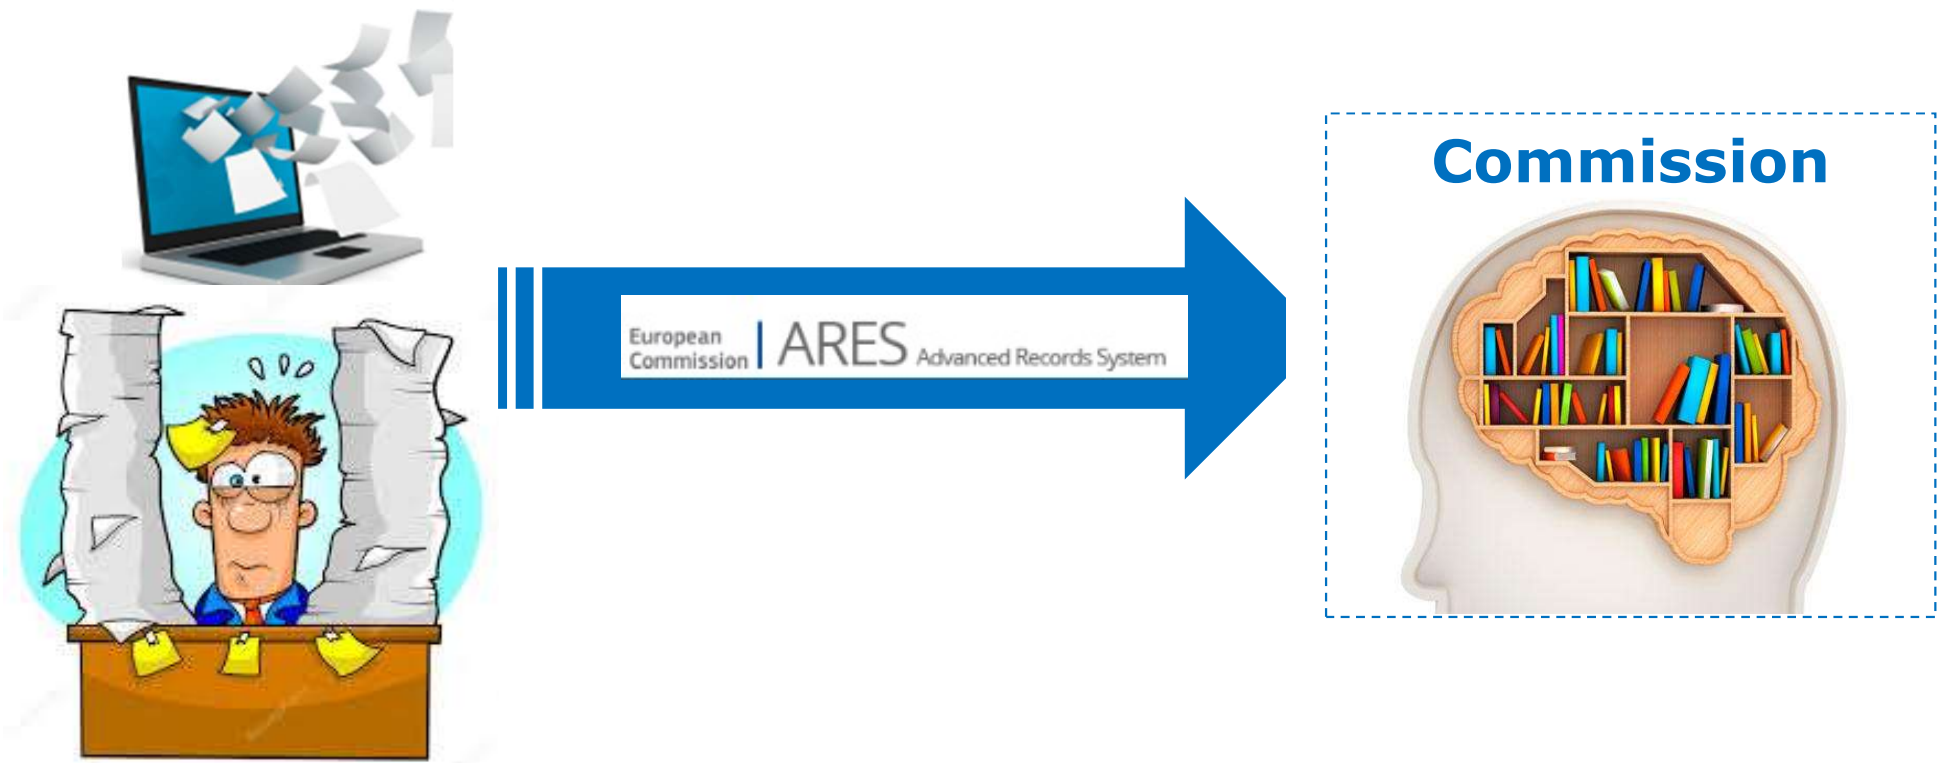 Commission
European
Commission
ARES Advanced Records System